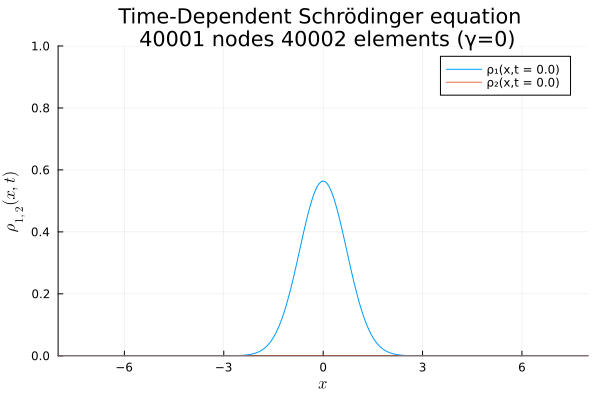 Time-Dependent Schrödinger equation
40001 nodes 40002 elements (γ=0)
ρ₁(x,t = 0.0)
ρ₂(x,t = 0.0)
ρ₁,₂(x, t)
1.0
0.8
0.6
0.4
0.2
0.0
−6 −3 0 3 6
x